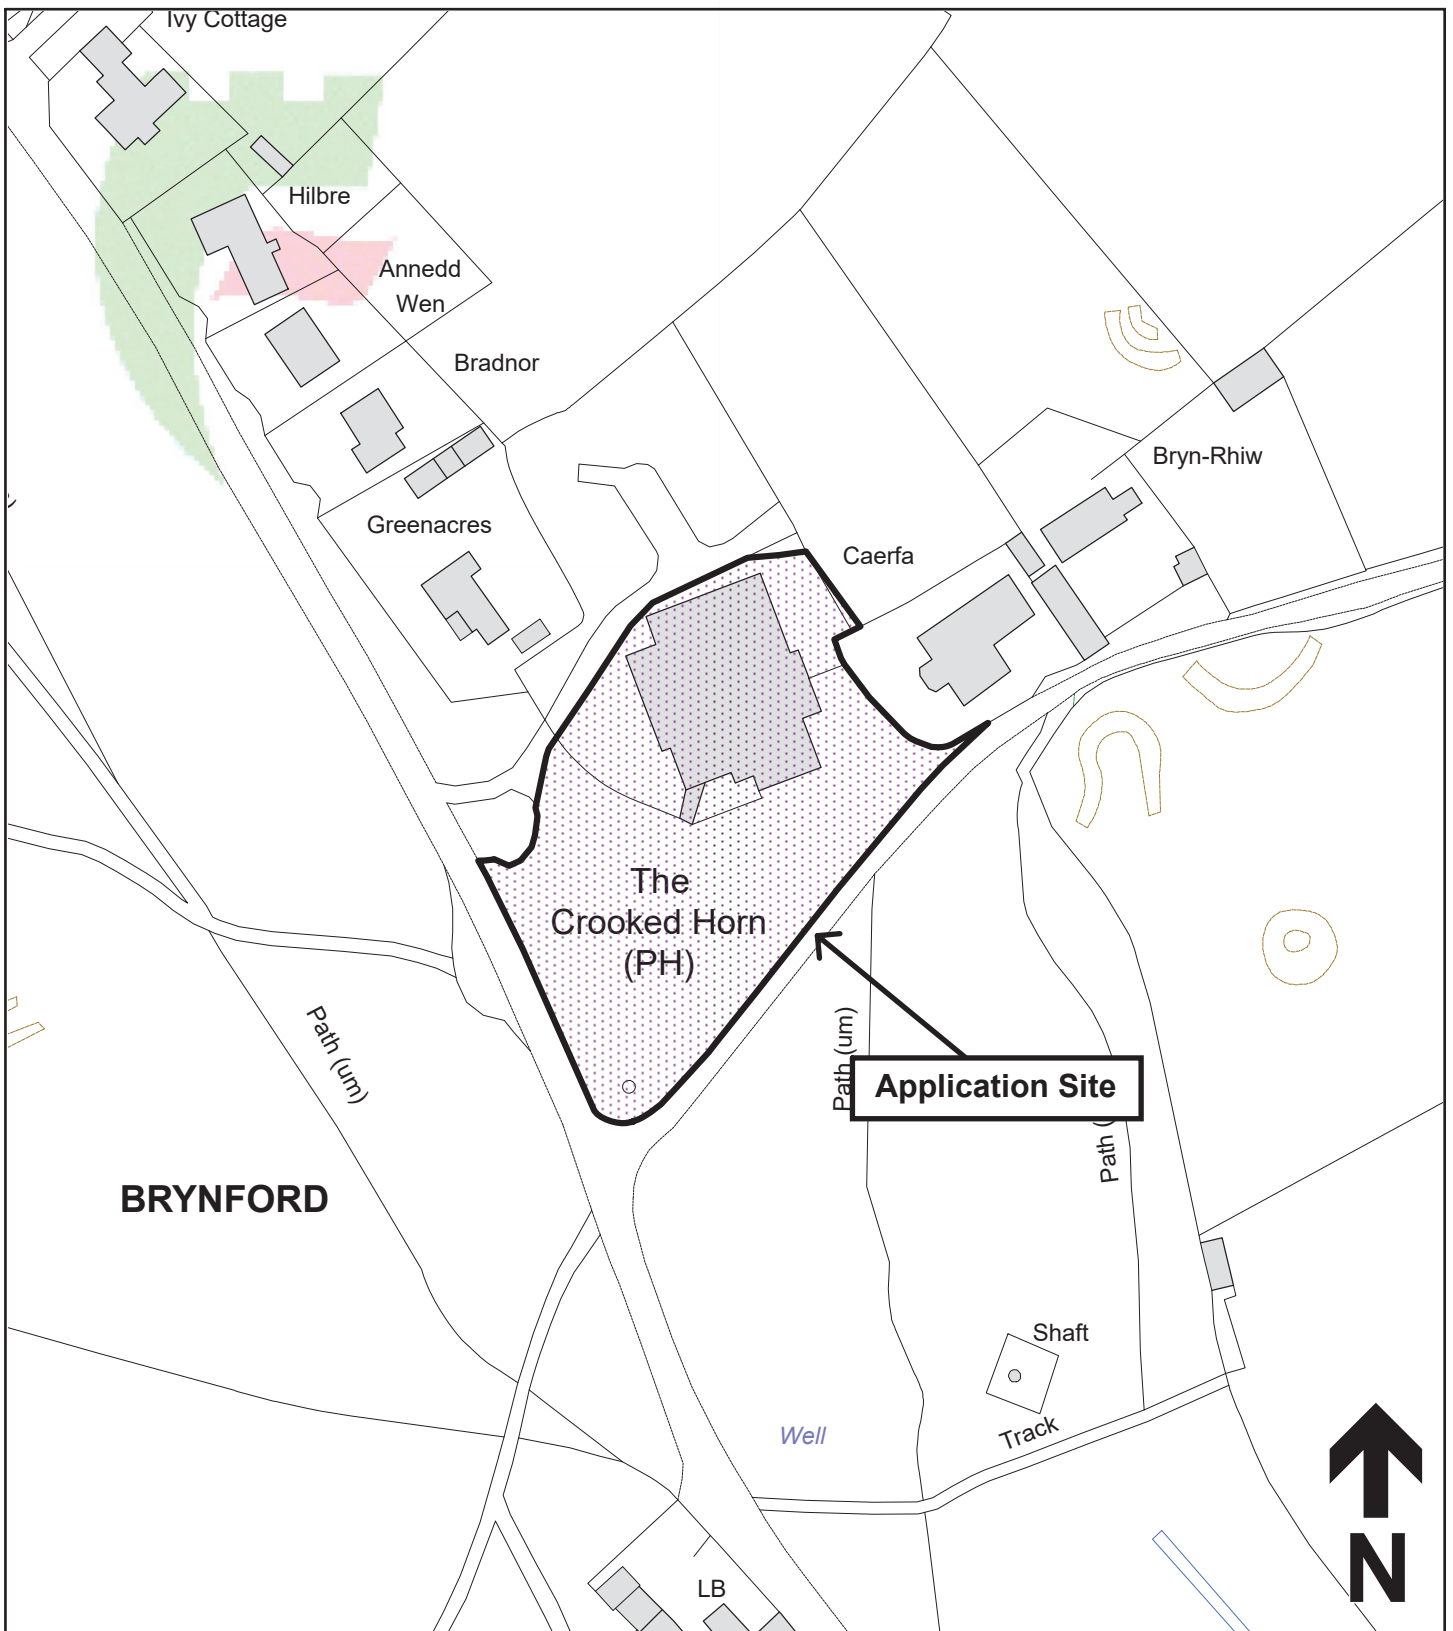 Ivy Cottage
Hilbre
Annedd
Wen
Bradnor
Bryn-Rhiw
Greenacres
Caerfa
The
Crooked Horn
(PH)
Path (um)
Path (um)
Application Site
Path (
BRYNFORD
Shaft
Track
Well
LB
N